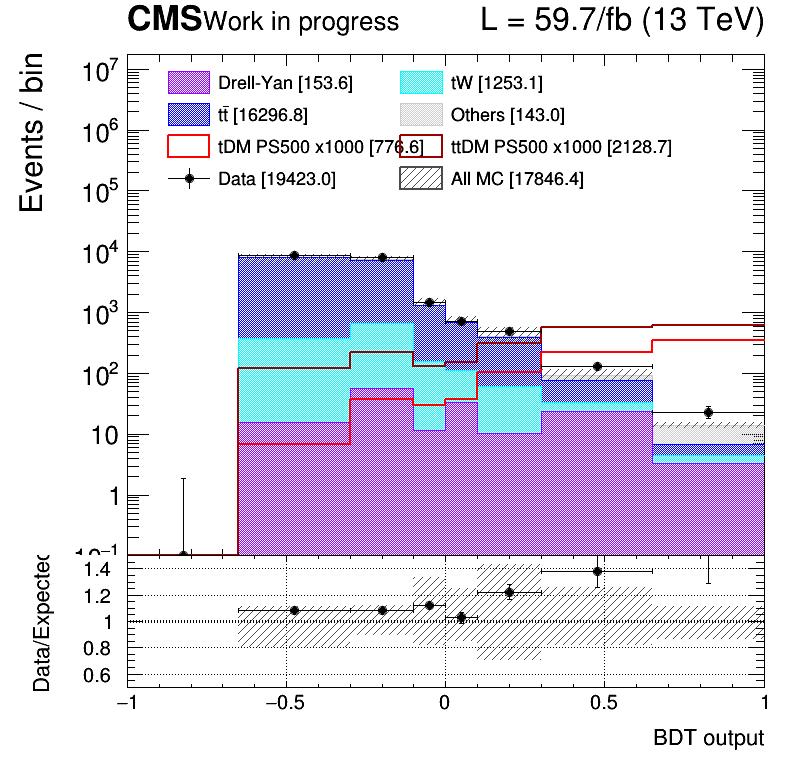 CMS Work in progress L = 59.7/fb (13 TeV)
Events / bin
Drell-Yan [153.6] tW [1253.1]
tt̄ [16296.8] Others [143.0]
tDM PS500 x1000 [776.6] ttDM PS500 x1000 [2128.7]
Data [19423.0] All MC [17846.4]
10⁷
10⁶
10⁵
10⁴
10³
10²
10
1
10⁻¹
Data/Expected
1.4
1.2
1
0.8
0.6
−1 −0.5 0 0.5 1
BDT output